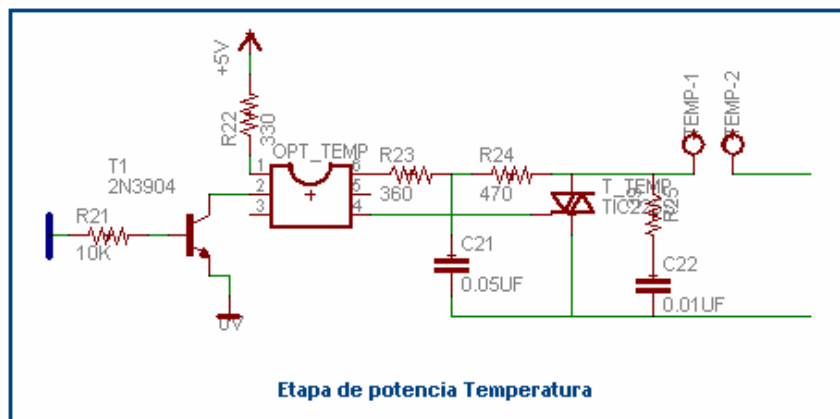 +5V
R22
330
OPT_TEMP
T1
2N3904
R21
10K
0V
1
2
3
6
5
4
R23
360
R24
470
C21
0.05UF
T_TEMP
R25
C22
0.01UF
TEMP-1
TEMP-2
Etapa de potencia Temperatura